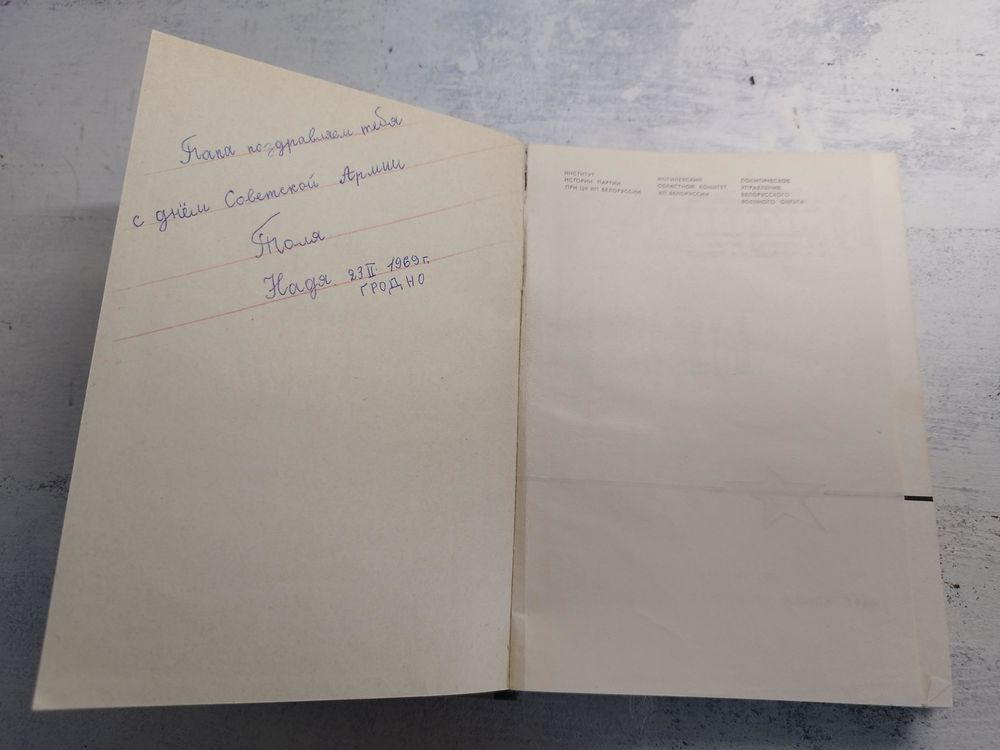 Папа поздравляем тебя
с днём Советской Армии
Толя
Надя 23 II. 1969 г.
ГРОДНО
ИНСТИТУТ
ИСТОРИИ ПАРТИИ
ПРИ ЦК КП БЕЛОРУССИИ
МОГИЛЕВСКИЙ
ОБЛАСТНОЙ КОМИТЕТ
КП БЕЛОРУССИИ
ПОЛИТИЧЕСКОЕ
УПРАВЛЕНИЕ
БЕЛОРУССКОГО
ВОЕННОГО ОКРУГА